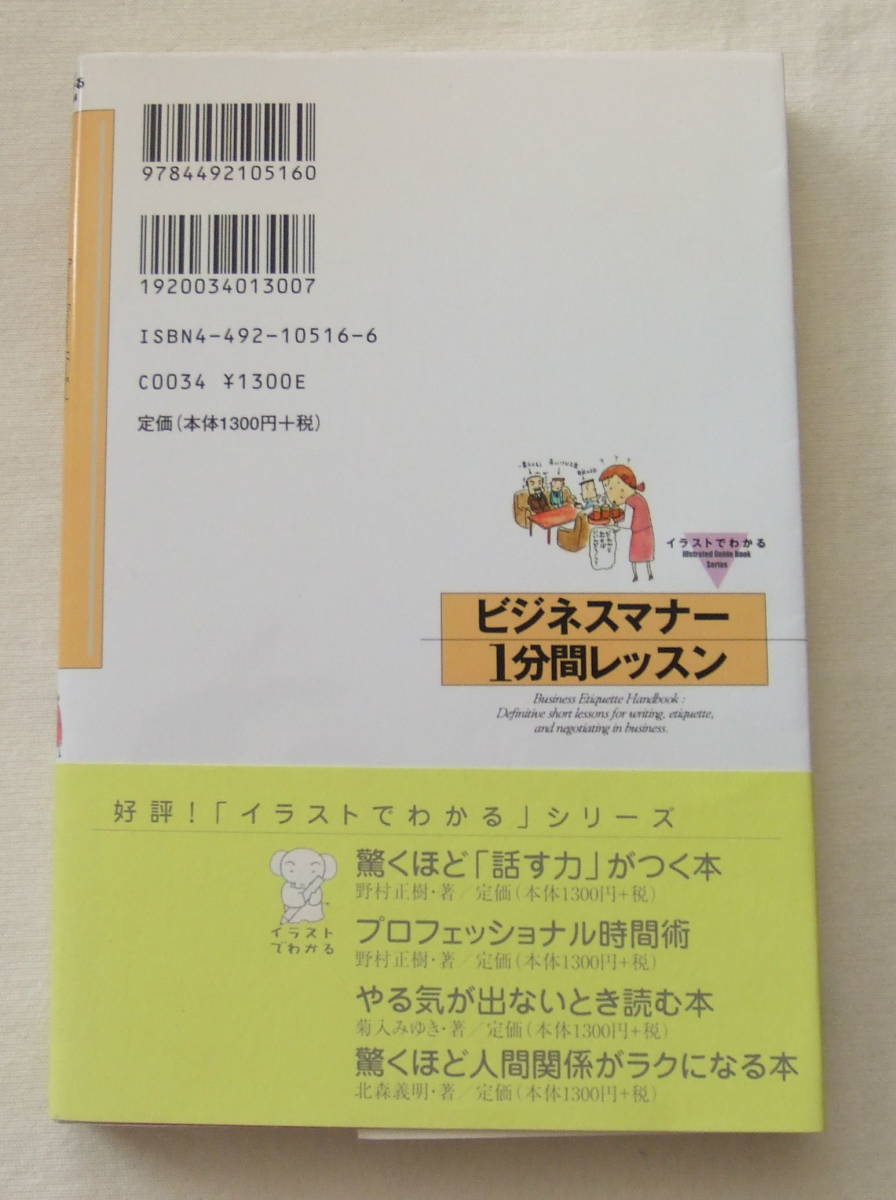 9784492105160
1920034013007
ISBN4-492-10516-6
C0034 ¥1300E
定価(本体1300円+税)
イラストでわかる
Illstrated Guide Book
Series
ビジネスマナー
1分間レッスン
Business Etiquette Handbook :
Definitive short lessons for writing, etiquette,
and negotiating in business.
好評!「イラストでわかる」シリーズ
イラスト
でわかる
驚くほど「話す力」がつく本
野村正樹・著/定価(本体1300円+税)
プロフェッショナル時間術
野村正樹・著/定価(本体1300円+税)
やる気が出ないとき読む本
菊入みゆき・著/定価(本体1300円+税)
驚くほど人間関係がラクになる本
北森義明・著/定価(本体1300円+税)